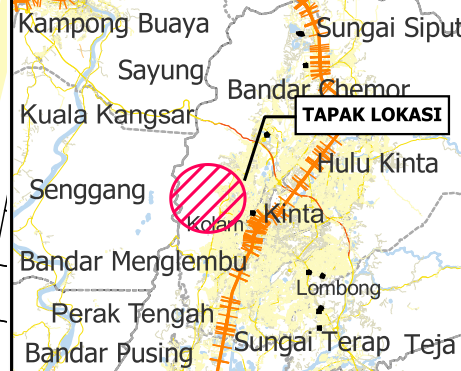 Kampong Buaya
Sungai Siput
Sayung
Bandar Chemor
Kuala Kangsar
TAPAK LOKASI
Hulu Kinta
Senggang
Kolam
Kinta
Bandar Menglembu
Lombong
Perak Tengah
Bandar Pusing
Sungai Terap
Teja